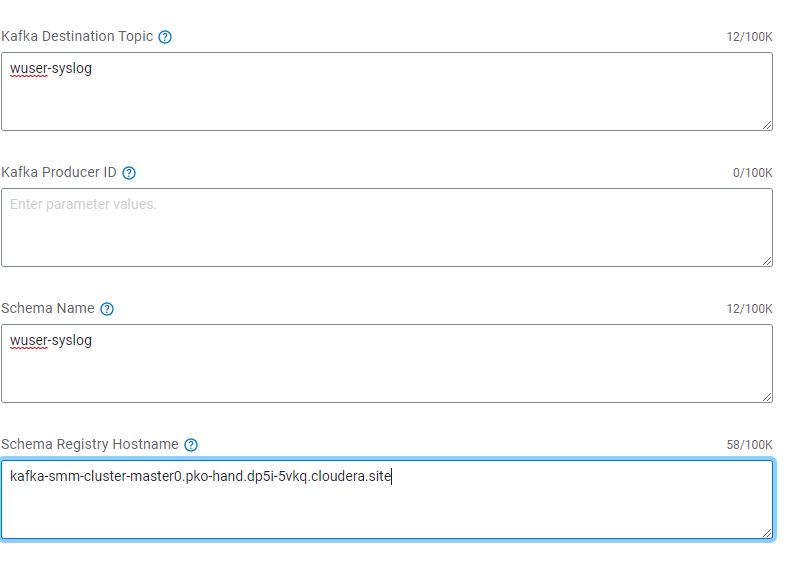 Kafka Destination Topic ? 12/100K
wuser-syslog
Kafka Producer ID ? 0/100K
Enter parameter values.
Schema Name ? 12/100K
wuser-syslog
Schema Registry Hostname ? 58/100K
kafka-smm-cluster-master0.pko-hand.dp5i-5vkq.cloudera.site